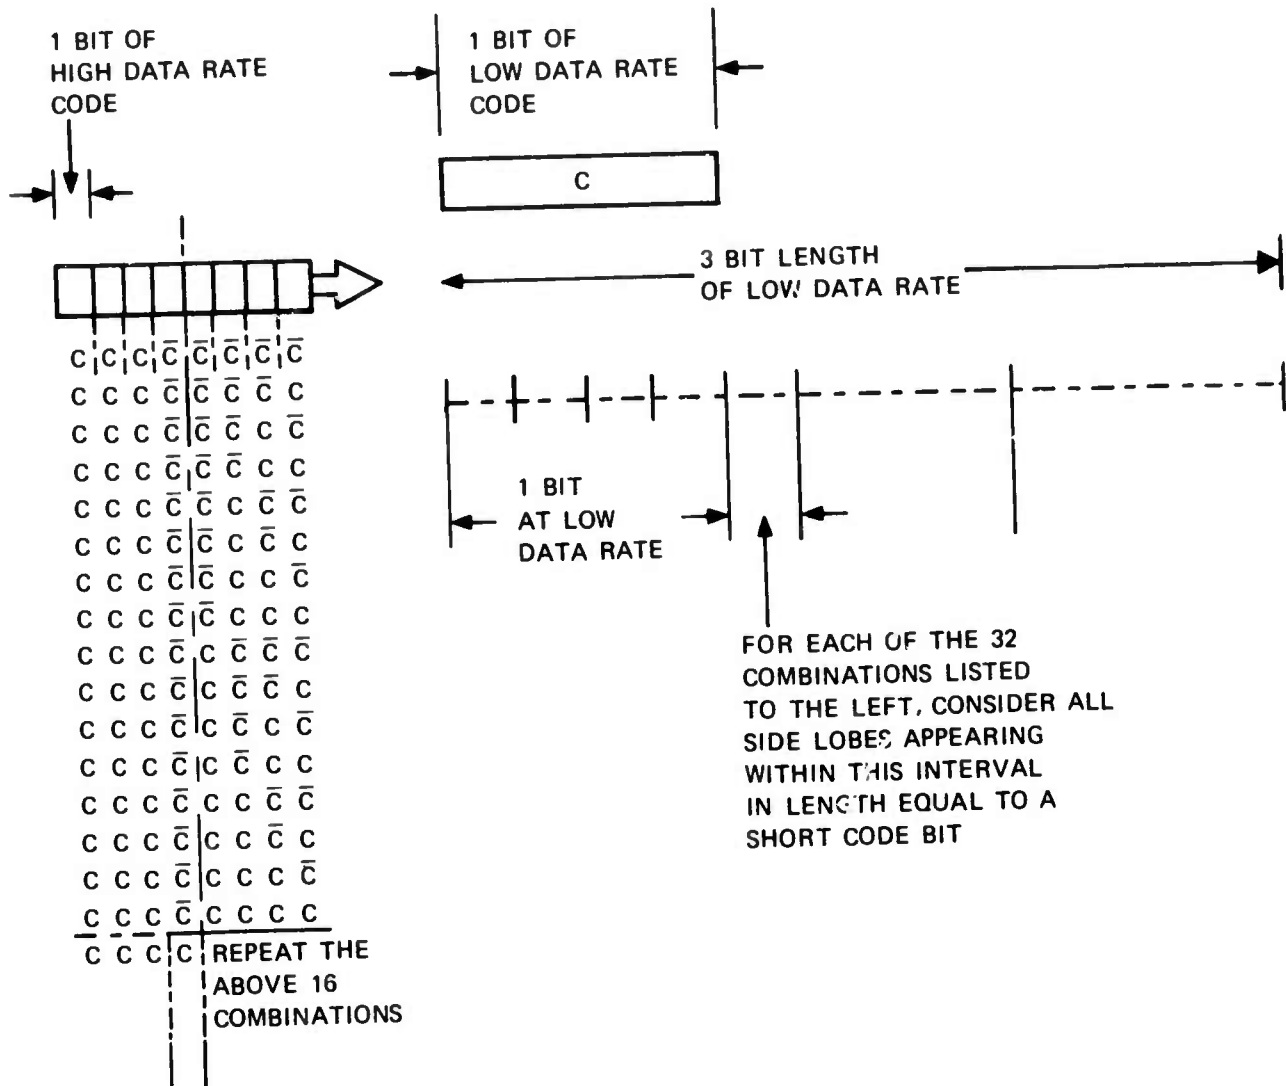 1 BIT OF
HIGH DATA RATE
CODE
1 BIT OF
LOW DATA RATE
CODE
C
3 BIT LENGTH
OF LOW DATA RATE
C C C C̅ C̅ C̅ C̅ C̅
C C C C̅ C̅ C̅ C̅ C
C C C C̅ C̅ C̅ C C̅
C C C C̅ C̅ C̅ C C
C C C C̅ C̅ C C̅ C̅
C C C C̅ C̅ C C̅ C
C C C C̅ C̅ C C C̅
C C C C̅ C̅ C C C
C C C C̅ C C̅ C̅ C̅
C C C C̅ C C̅ C̅ C
C C C C̅ C C̅ C C̅
C C C C̅ C C̅ C C
C C C C̅ C C C̅ C̅
C C C C̅ C C C̅ C
C C C C̅ C C C C̅
C C C C̅ C C C C
C C C C REPEAT THE
ABOVE 16
COMBINATIONS
1 BIT
AT LOW
DATA RATE
FOR EACH OF THE 32
COMBINATIONS LISTED
TO THE LEFT, CONSIDER ALL
SIDE LOBES APPEARING
WITHIN THIS INTERVAL
IN LENGTH EQUAL TO A
SHORT CODE BIT